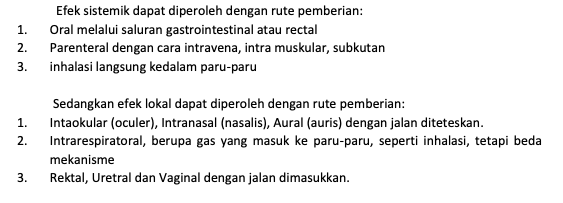 Efek sistemik dapat diperoleh dengan rute pemberian:
1. Oral melalui saluran gastrointestinal atau rectal
2. Parenteral dengan cara intravena, intra muskular, subkutan
3. inhalasi langsung kedalam paru-paru
Sedangkan efek lokal dapat diperoleh dengan rute pemberian:
1. Intaokular (oculer), Intranasal (nasalis), Aural (auris) dengan jalan diteteskan.
2. Intrarespiratoral, berupa gas yang masuk ke paru-paru, seperti inhalasi, tetapi beda
mekanisme
3. Rektal, Uretral dan Vaginal dengan jalan dimasukkan.